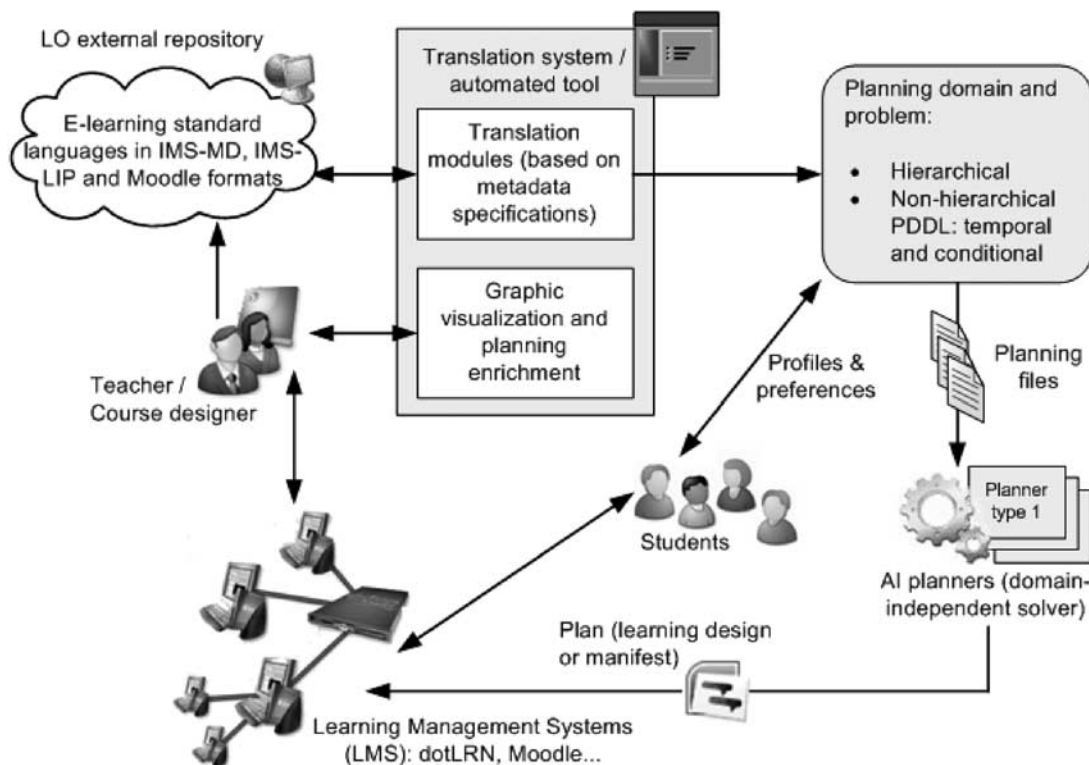 LO external repository
E-learning standard
languages in IMS-MD, IMS-
LIP and Moodle formats
Translation system /
automated tool
Translation
modules (based on
metadata
specifications)
Graphic
visualization and
planning
enrichment
Planning domain and
problem:
• Hierarchical
• Non-hierarchical
PDDL: temporal
and conditional
Teacher /
Course designer
Profiles &
preferences
Planning
files
Students
Planner
type 1
AI planners (domain-
independent solver)
Plan (learning design
or manifest)
Learning Management Systems
(LMS): dotLRN, Moodle...